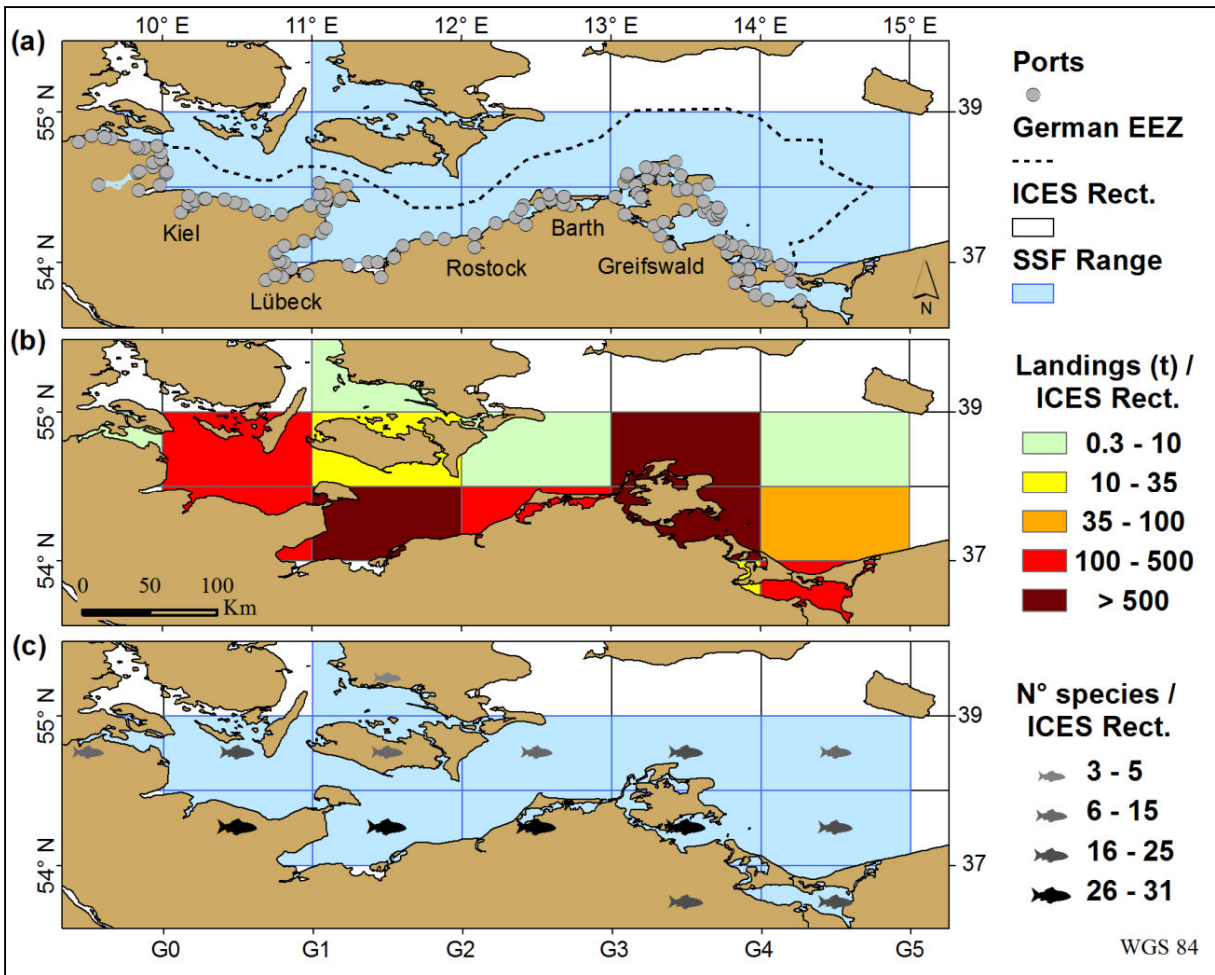 10° E 11° E 12° E 13° E 14° E 15° E
(a)
55° N
39
54° N
37
Kiel
Lübeck
Rostock
Barth
Greifswald
N
Ports
German EEZ
ICES Rect.
SSF Range
(b)
55° N
39
54° N
37
0 50 100
Km
Landings (t) /
ICES Rect.
0.3 - 10
10 - 35
35 - 100
100 - 500
> 500
(c)
55° N
39
54° N
37
N° species /
ICES Rect.
3 - 5
6 - 15
16 - 25
26 - 31
G0 G1 G2 G3 G4 G5
WGS 84